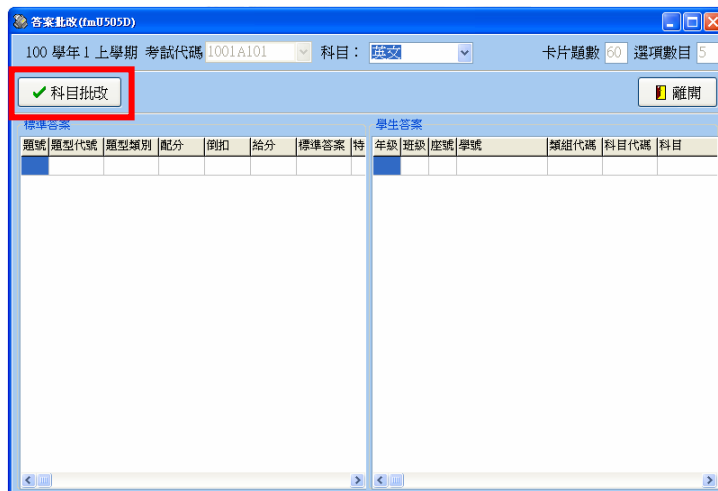 答案批改(fmU505D)
100 學年 1 上學期 考試代碼 1001A101 科目： 英文 卡片題數 60 選項數目 5
科目批改 離開
標準答案 學生答案
題號 題型代號 題型類別 配分 倒扣 給分 標準答案 特 年級 班級 座號 學號 類組代碼 科目代碼 科目